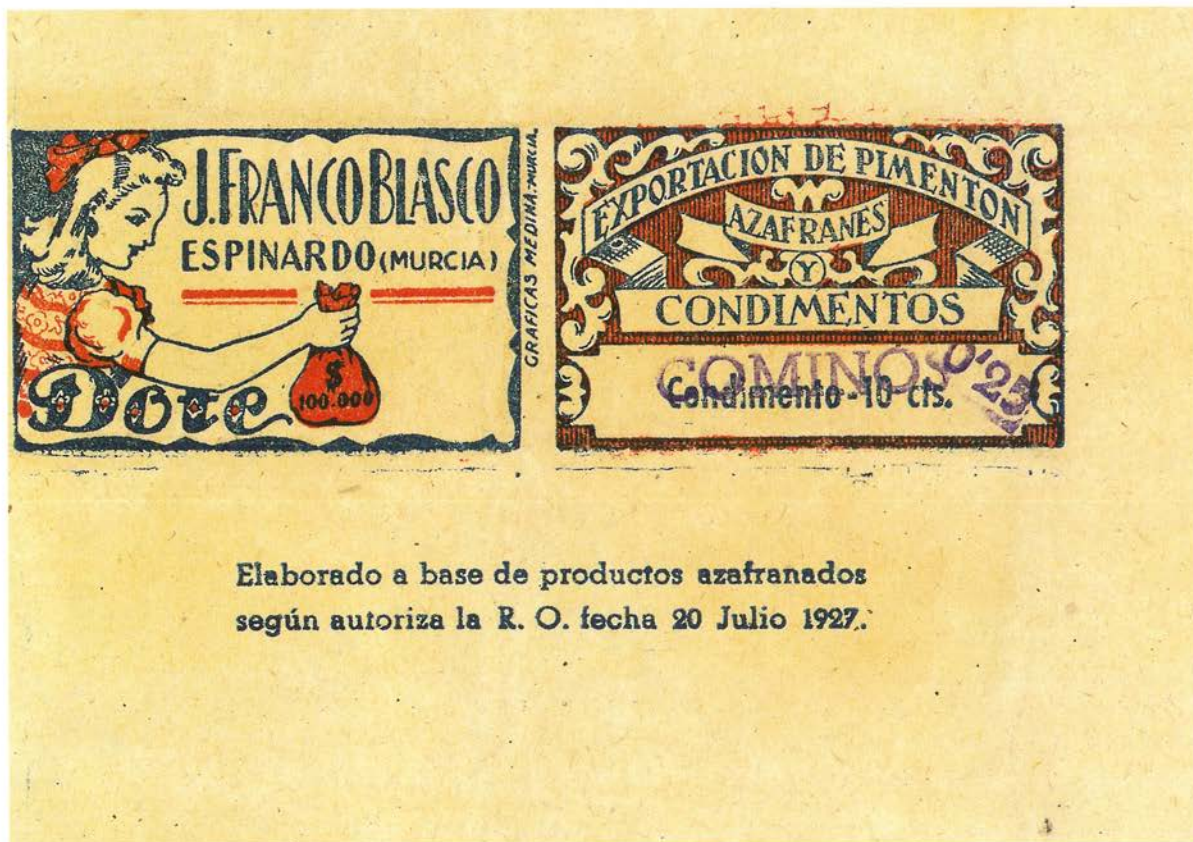 J. FRANCO BLASCO
ESPINARDO (MURCIA)
$
100.000
Dote
GRAFICAS MEDINA.-MURCIA
EXPORTACION DE PIMENTON
AZAFRANES
Y
CONDIMENTOS
COMINOS 0'25
Condimento-10 cts.
Elaborado a base de productos azafranados
según autoriza la R. O. fecha 20 Julio 1927.